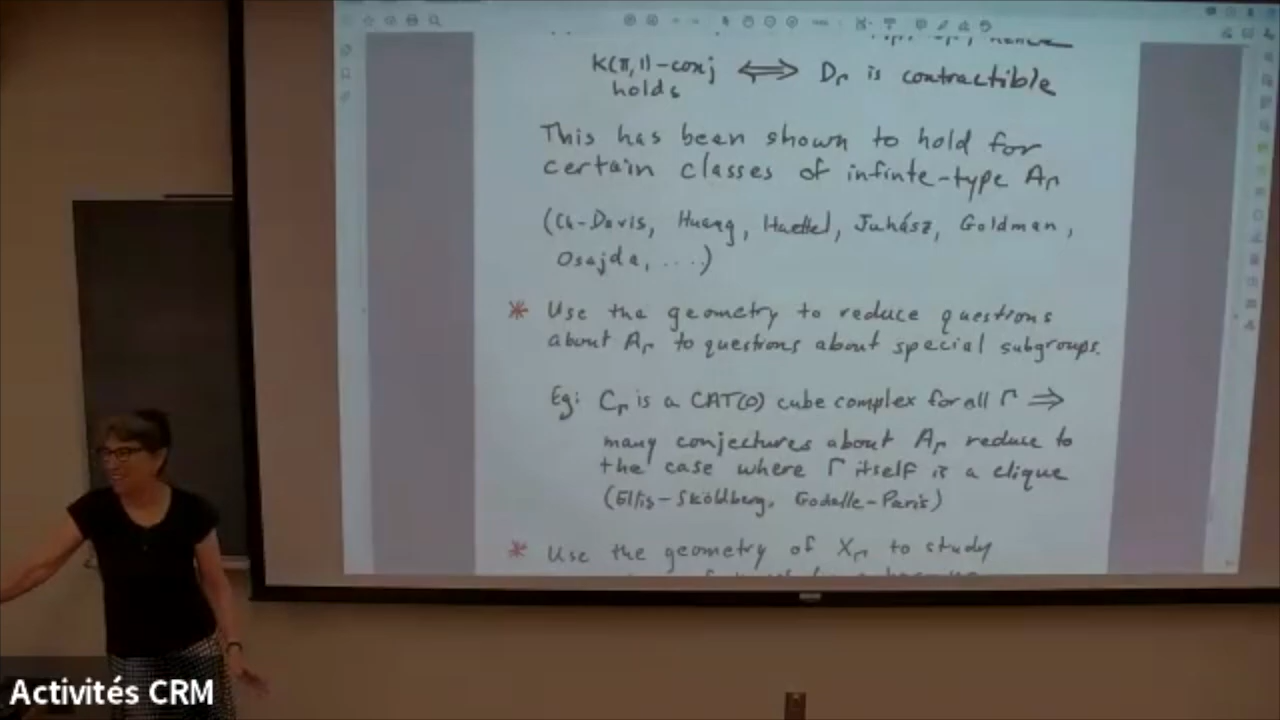 hence
K(π,1)-conj ⟺ D_Γ is contractible
holds
This has been shown to hold for
certain classes of infinte-type A_Γ
(Ch-Davis, Huang, Haettel, Juhász, Goldman,
Osajda, ....)
* Use the geometry to reduce questions
about A_Γ to questions about special subgroups.
Eg: C_Γ is a CAT(0) cube complex for all Γ ⟹
many conjectures about A_Γ reduce to
the case where Γ itself is a clique
(Ellis-Sköldberg, Godelle-Paris)
* Use the geometry of X_Γ to study
Activités CRM